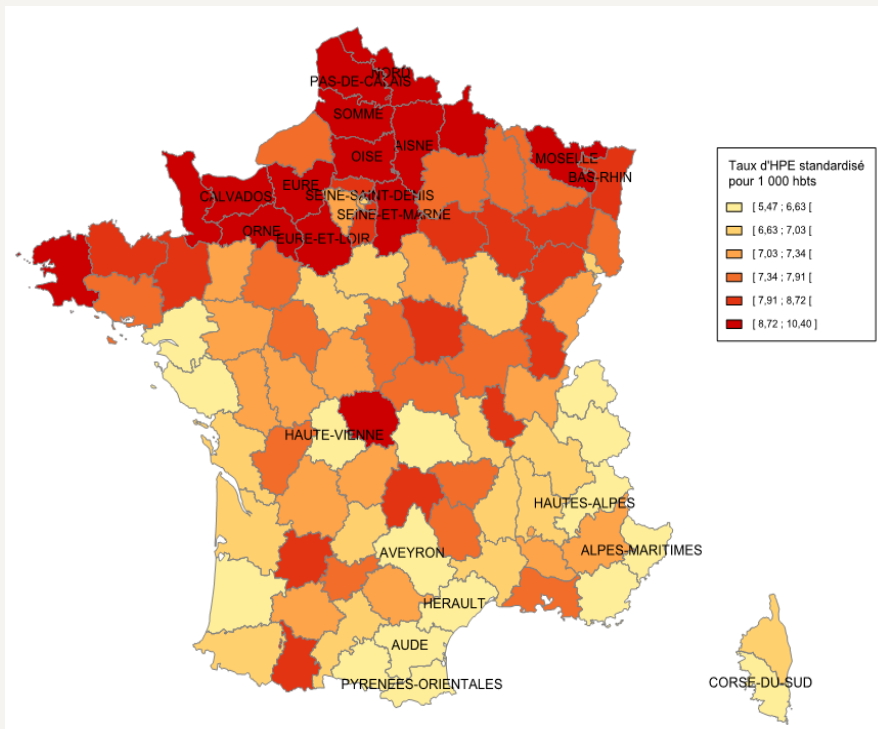 NORD
PAS-DE-CALAIS
SOMME
AISNE
OISE
MOSELLE
BAS-RHIN
EURE
CALVADOS
SEINE-SAINT-DENIS
SEINE-ET-MARNE
ORNE
EURE-ET-LOIR
HAUTE-VIENNE
HAUTES-ALPES
AVEYRON
ALPES-MARITIMES
HERAULT
AUDE
PYRENEES-ORIENTALES
CORSE-DU-SUD
Taux d'HPE standardisé
pour 1 000 hbts
[ 5,47 ; 6,63 [
[ 6,63 ; 7,03 [
[ 7,03 ; 7,34 [
[ 7,34 ; 7,91 [
[ 7,91 ; 8,72 [
[ 8,72 ; 10,40 ]